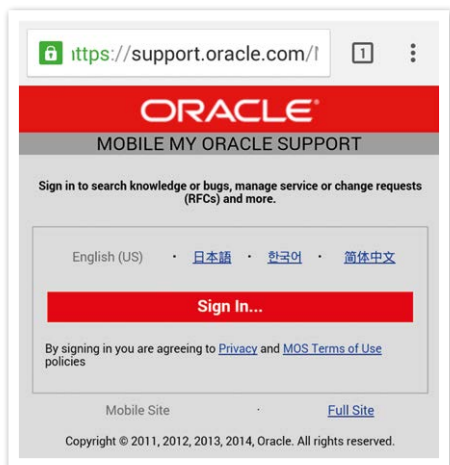 https://support.oracle.com/
1
ORACLE
MOBILE MY ORACLE SUPPORT
Sign in to search knowledge or bugs, manage service or change requests
(RFCs) and more.
English (US) · 日本語 · 한국어 · 简体中文
Sign In...
By signing in you are agreeing to Privacy and MOS Terms of Use
policies
Mobile Site · Full Site
Copyright © 2011, 2012, 2013, 2014, Oracle. All rights reserved.